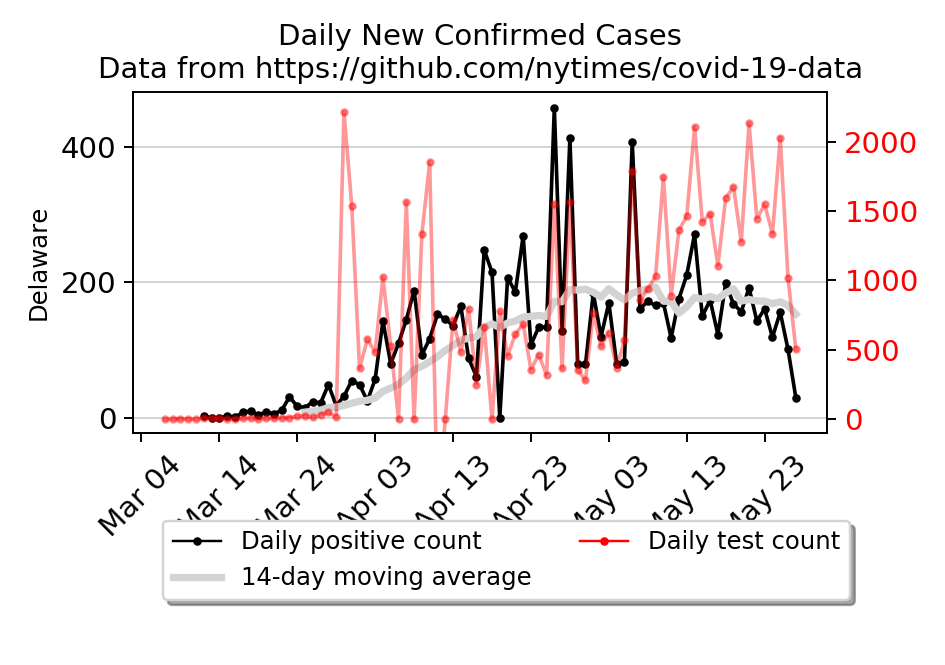 Daily New Confirmed Cases
Data from https://github.com/nytimes/covid-19-data
Delaware
400
200
0
2000
1500
1000
500
0
Mar 04
Mar 14
Mar 24
Apr 03
Apr 13
Apr 23
May 03
May 13
May 23
Daily positive count
14-day moving average
Daily test count